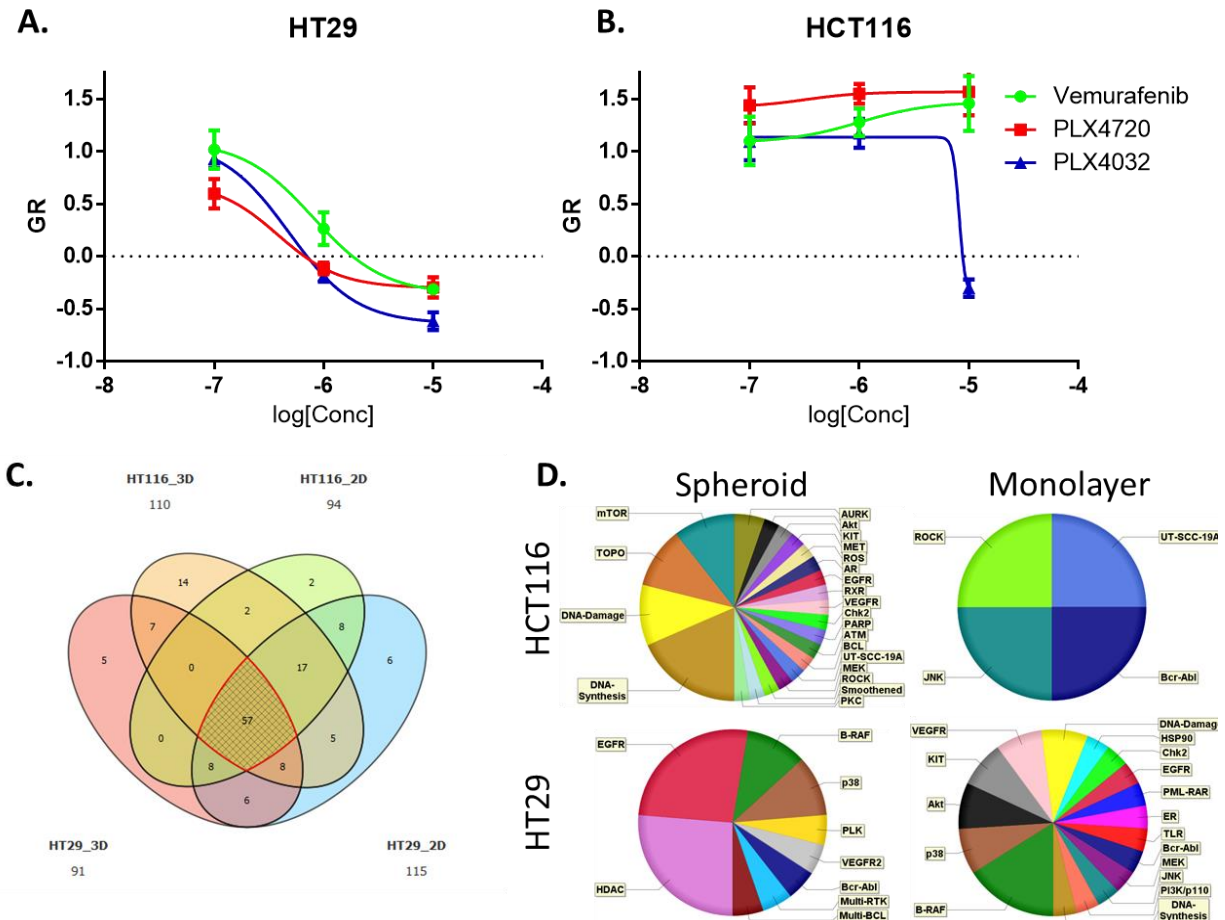 A.
HT29
B.
HCT116
1.5
1.0
0.5
0.0
-0.5
-1.0
GR
-8
-7
-6
-5
-4
log[Conc]
1.5
1.0
0.5
0.0
-0.5
-1.0
GR
-8
-7
-6
-5
-4
log[Conc]
Vemurafenib
PLX4720
PLX4032
C.
HT116_3D
110
HT116_2D
94
14
2
2
7
8
5
0
17
6
57
0
5
8
8
6
HT29_3D
91
HT29_2D
115
D.
Spheroid
Monolayer
HCT116
HT29
mTOR
TOPO
DNA-Damage
DNA-
Synthesis
AURK
Akt
KIT
MET
ROS
AR
EGFR
RXR
VEGFR
Chk2
PARP
ATM
BCL
UT-SCC-19A
MEK
ROCK
Smoothened
PKC
ROCK
UT-SCC-19A
JNK
Bcr-Abl
EGFR
HDAC
B-RAF
p38
PLK
VEGFR2
Bcr-Abl
Multi-RTK
Multi-BCL
VEGFR
KIT
Akt
p38
B-RAF
DNA-Damage
HSP90
Chk2
EGFR
PML-RAR
ER
TLR
Bcr-Abl
MEK
JNK
PI3K/p110
DNA-
Synthesis